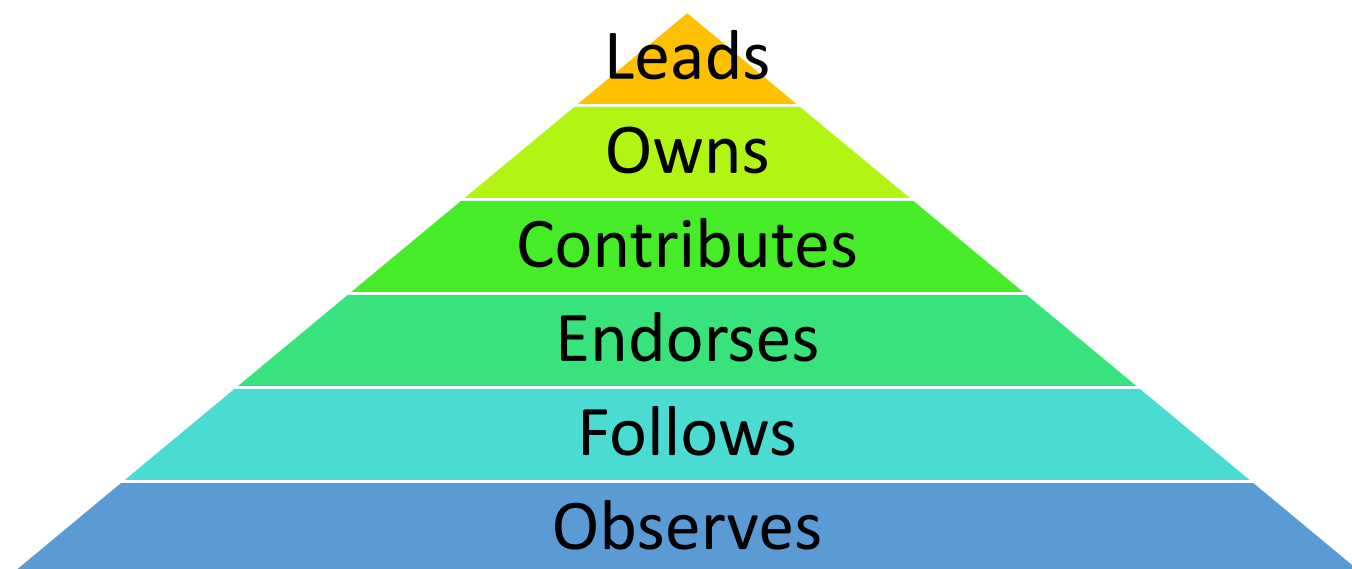 Leads
Owns
Contributes
Endorses
Follows
Observes